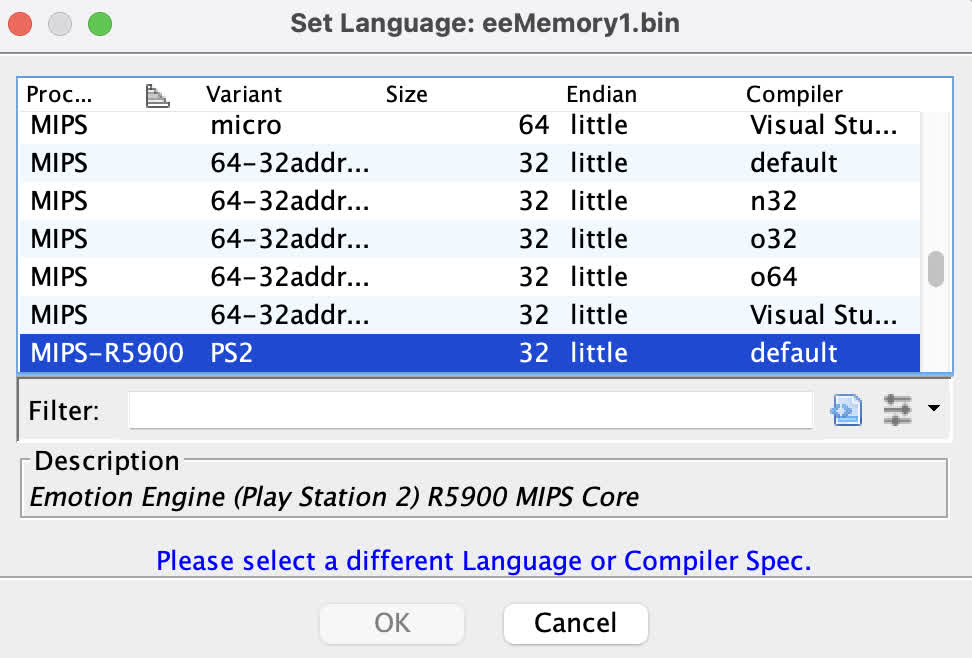 Set Language: eeMemory1.bin
Proc... Variant Size Endian Compiler
MIPS micro 64 little Visual Stu...
MIPS 64-32addr... 32 little default
MIPS 64-32addr... 32 little n32
MIPS 64-32addr... 32 little o32
MIPS 64-32addr... 32 little o64
MIPS 64-32addr... 32 little Visual Stu...
MIPS-R5900 PS2 32 little default
Filter:
Description
Emotion Engine (Play Station 2) R5900 MIPS Core
Please select a different Language or Compiler Spec.
OK Cancel